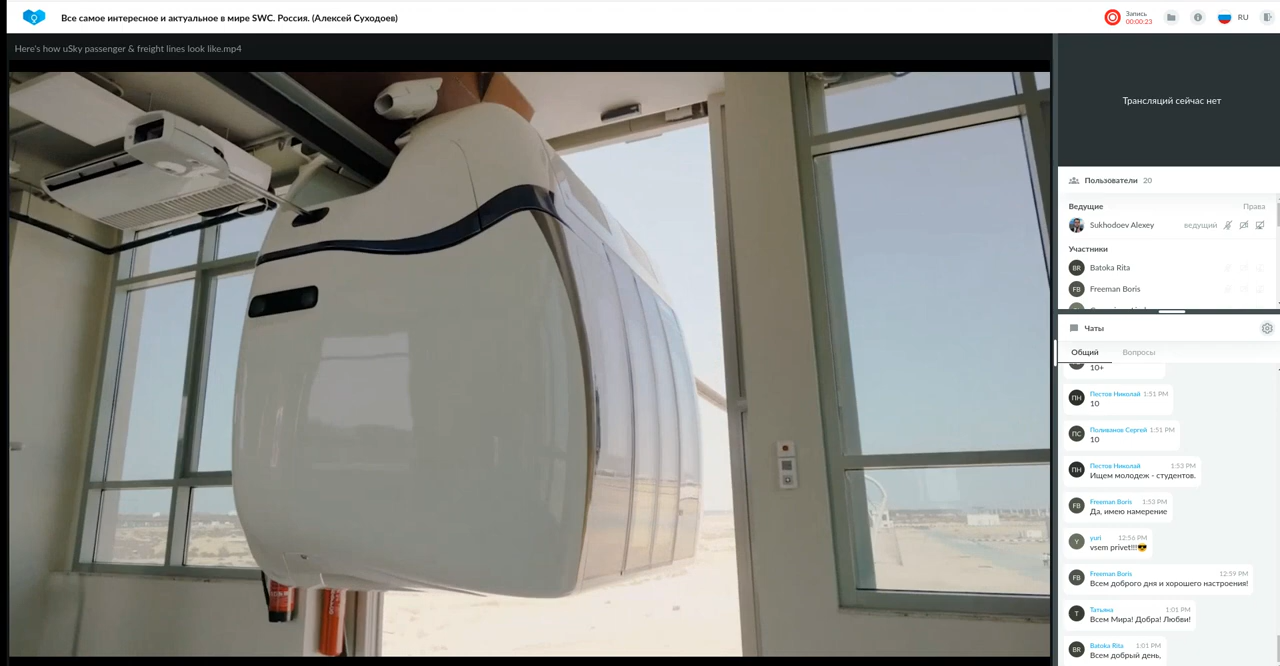 Все самое интересное и актуальное в мире SWC. Россия. (Алексей Суходоев)
Запись
00:00:23
RU
Here's how uSky passenger & freight lines look like.mp4
Трансляций сейчас нет
Пользователи 20
Ведущие Права
Sukhodoev Alexey ведущий
Участники
BR Batoka Rita
FB Freeman Boris
Чаты
Общий Вопросы
10+
ПН Пестов Николай 1:51 PM
10
ПС Поливанов Сергей 1:51 PM
10
ПН Пестов Николай 1:53 PM
Ищем молодеж - студентов.
FB Freeman Boris 1:53 PM
Да, имею намерение
Y yuri 12:56 PM
vsem privet!!!😎
FB Freeman Boris 12:59 PM
Всем доброго дня и хорошего настроения!
Т Татьяна 1:01 PM
Всем Мира! Добра! Любви!
BR Batoka Rita 1:01 PM
Всем добрый день,